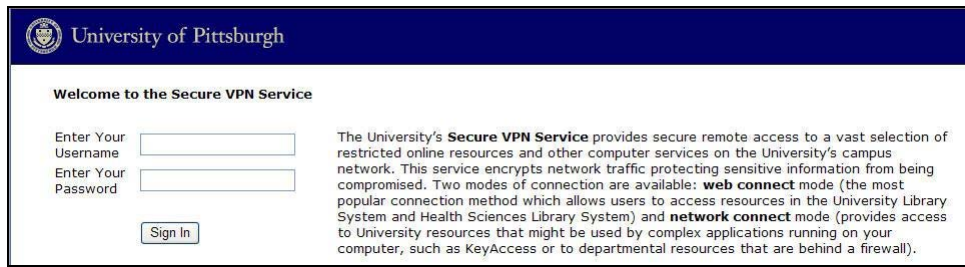 University of Pittsburgh
Welcome to the Secure VPN Service
Enter Your
Username
Enter Your
Password
Sign In
The University's Secure VPN Service provides secure remote access to a vast selection of
restricted online resources and other computer services on the University's campus
network. This service encrypts network traffic protecting sensitive information from being
compromised. Two modes of connection are available: web connect mode (the most
popular connection method which allows users to access resources in the University Library
System and Health Sciences Library System) and network connect mode (provides access
to University resources that might be used by complex applications running on your
computer, such as KeyAccess or to departmental resources that are behind a firewall).